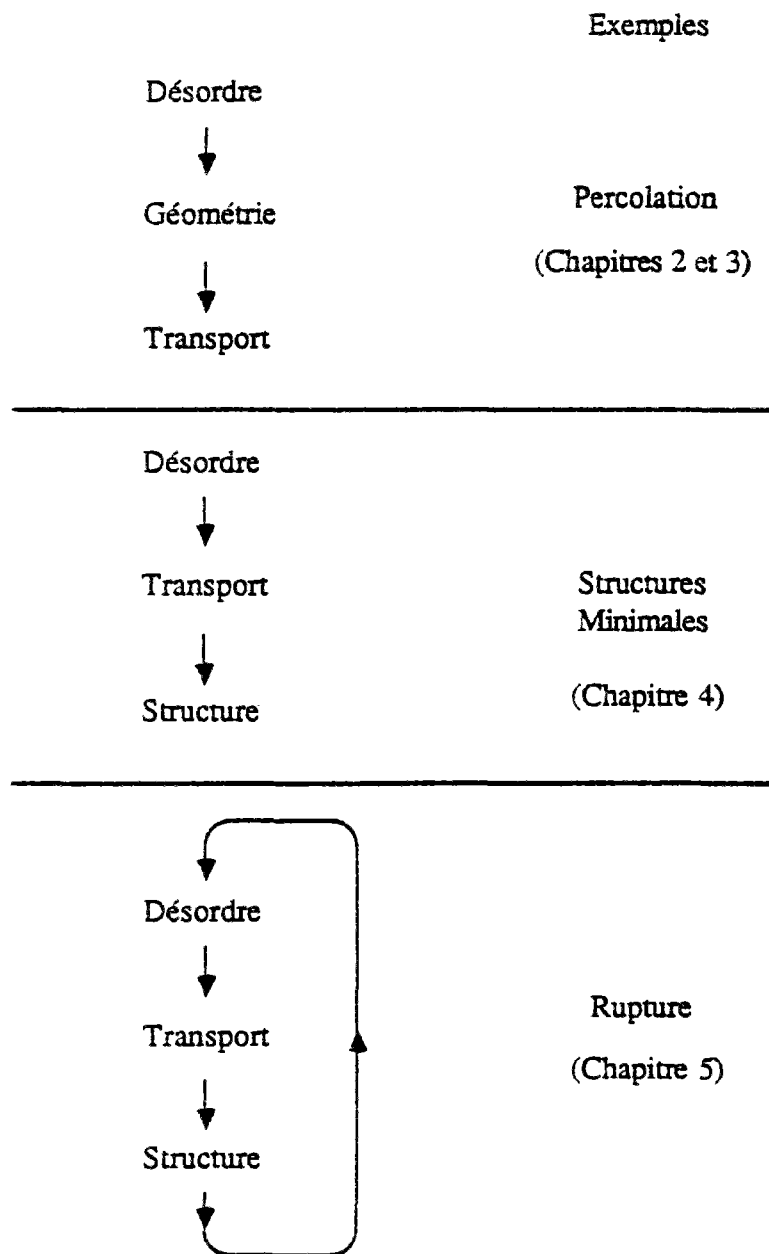 Exemples
Désordre
Géométrie
Transport
Percolation
(Chapitres 2 et 3)
Désordre
Transport
Structure
Structures
Minimales
(Chapitre 4)
Désordre
Transport
Structure
Rupture
(Chapitre 5)